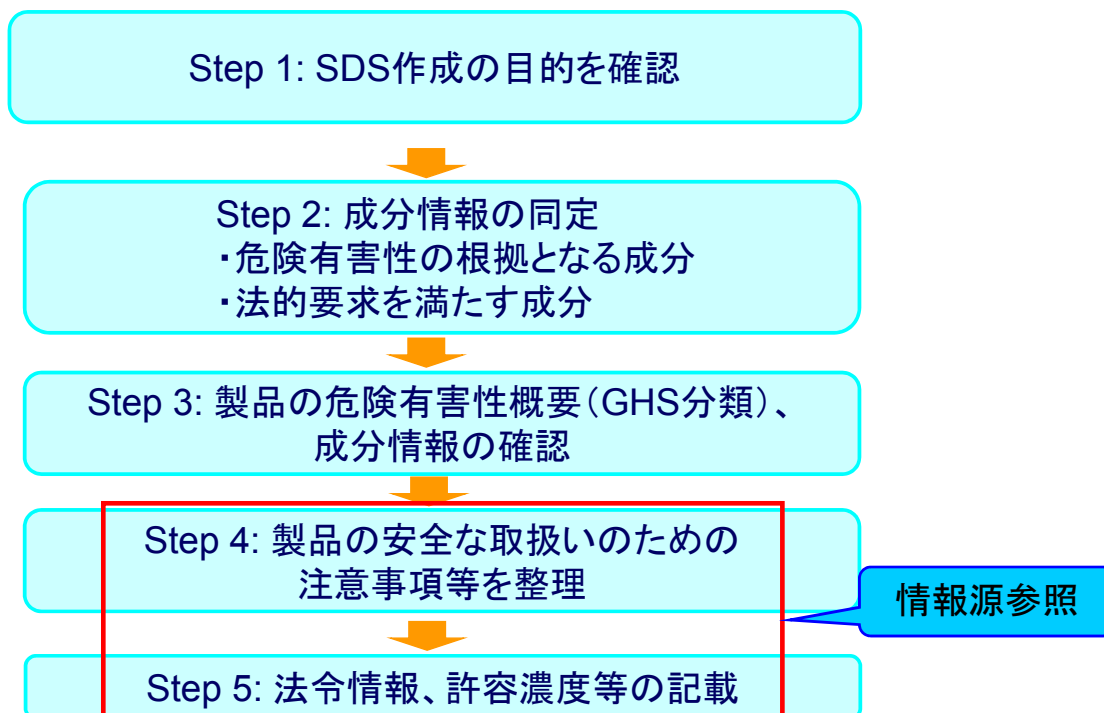 Step 1: SDS作成の目的を確認
Step 2: 成分情報の同定
・危険有害性の根拠となる成分
・法的要求を満たす成分
Step 3: 製品の危険有害性概要(GHS分類)、
成分情報の確認
Step 4: 製品の安全な取扱いのための
注意事項等を整理
情報源参照
Step 5: 法令情報、許容濃度等の記載